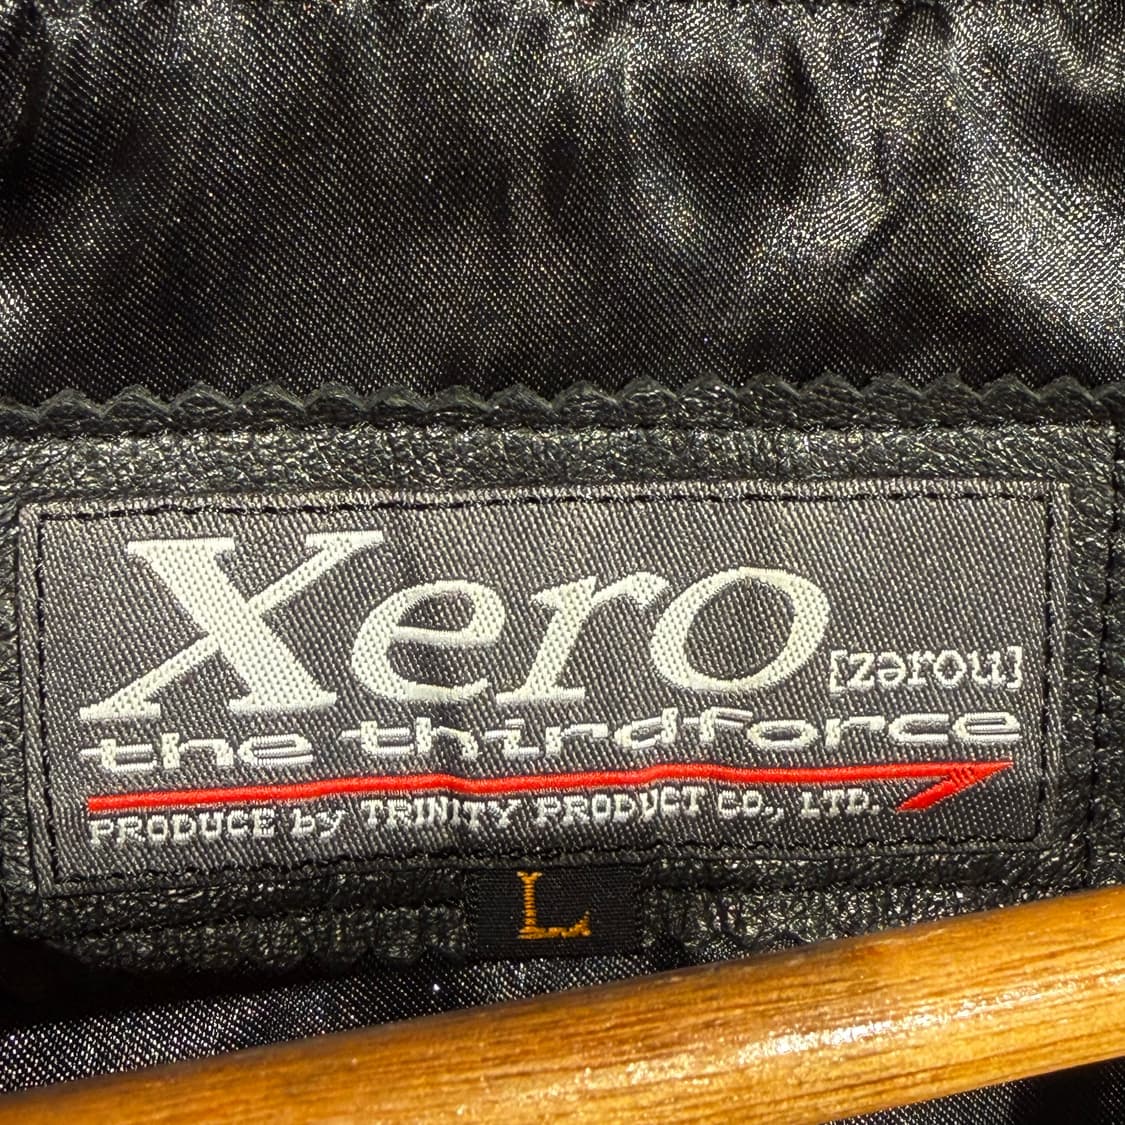 Xero [zərou]
the thirdforce
PRODUCE by TRINITY PRODUCT CO., LTD.
L